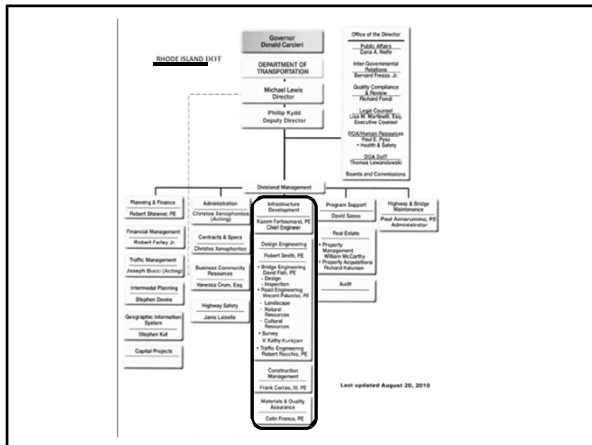 RHODE ISLAND DOT
Governor
Donald Carcieri
DEPARTMENT OF
TRANSPORTATION
Michael Lewis
Director
Phillip Kydd
Deputy Director
Office of the Director
Public Affairs
Dana A. Nolfe
Inter-Governmental
Relations
Bernard Frezza, Jr.
Quality Compliance
& Review
Richard Fondi
Legal Counsel
Lisa M. Martinelli, Esq.
Executive Counsel
DOA/Human Resources
Paul E. Pysz
• Health & Safety
DOA DoIT
Thomas Lewandowski
Boards and Commissions
Divisional Management
Planning & Finance
Robert Shawver, PE
Financial Management
Robert Farley Jr.
Traffic Management
Joseph Bucci (Acting)
Intermodal Planning
Stephen Devine
Geographic Information
System
Stephen Kut
Capital Projects
Administration
Christos Xenophontos
(Acting)
Contracts & Specs
Christos Xenophontos
Business Community
Resources
Vanessa Crum, Esq
Highway Safety
Janis Loiselle
Infrastructure
Development
Kazem Farhoumand, PE
Chief Engineer
Design Engineering
Robert Smith, PE
• Bridge Engineering
David Fish, PE
- Design
- Inspection
• Road Engineering
Vincent Palumbo, PE
- Landscape
- Natural
Resources
- Cultural
Resources
• Survey
V. Kathy Kurkjian
• Traffic Engineering
Robert Rocchio, PE
Construction
Management
Frank Corrao, III, PE
Materials & Quality
Assurance
Colin Franco, PE
Program Support
David Sasso
Real Estate
• Property
Management
William McCarthy
• Property Acquisitions
Richard Kalunian
Audit
Highway & Bridge
Maintenance
Paul Annarummo, PE
Administrator
Last updated August 20, 2010